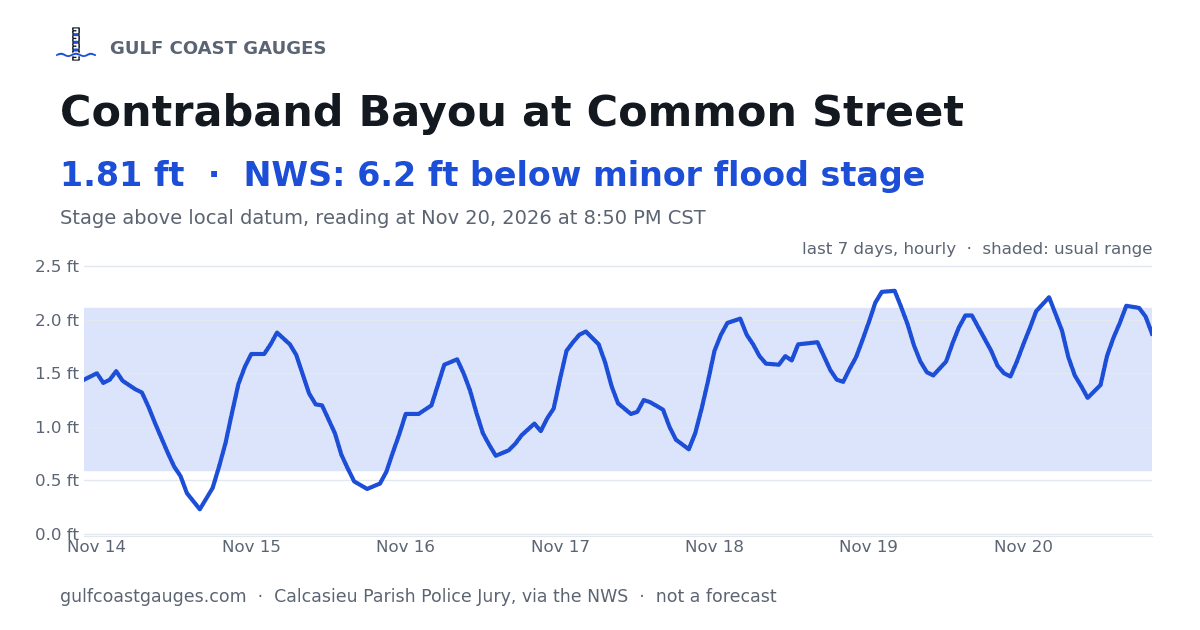 GULF COAST GAUGES
Contraband Bayou at Common Street
1.81 ft · NWS: 6.2 ft below minor flood stage
Stage above local datum, reading at Nov 20, 2026 at 8:50 PM CST
last 7 days, hourly · shaded: usual range
2.5 ft
2.0 ft
1.5 ft
1.0 ft
0.5 ft
0.0 ft
Nov 14 Nov 15 Nov 16 Nov 17 Nov 18 Nov 19 Nov 20
gulfcoastgauges.com · Calcasieu Parish Police Jury, via the NWS · not a forecast